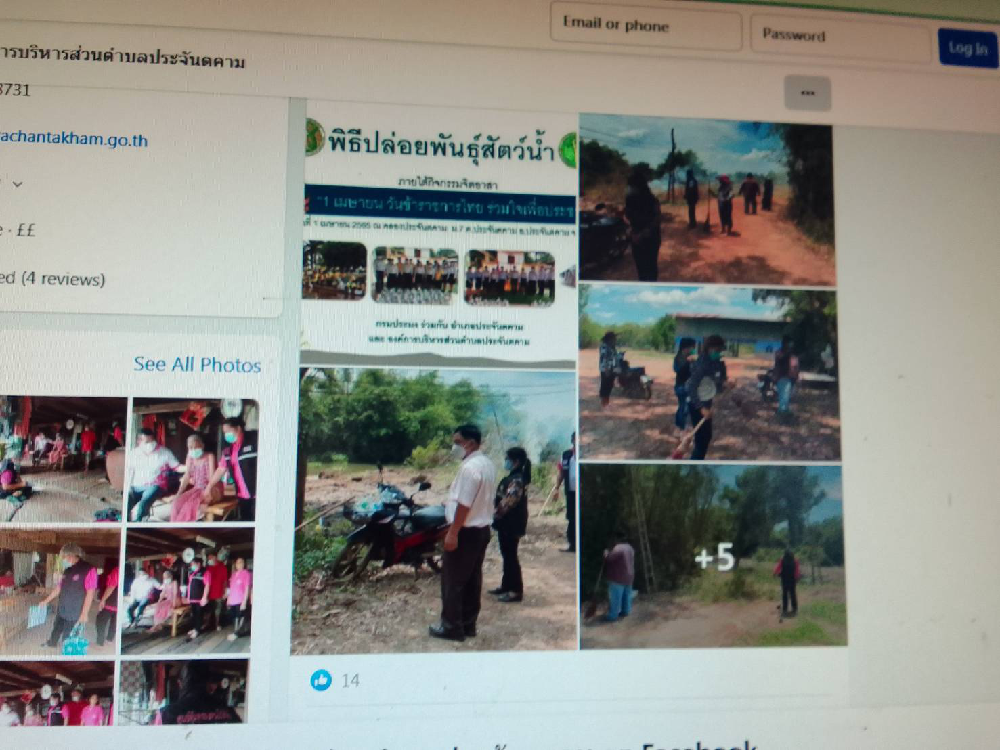 Email or phone
Password
Log In
ารบริหารส่วนตำบลประจันตคาม
3731
achantakham.go.th
· ££
ed (4 reviews)
See All Photos
พิธีปล่อยพันธุ์สัตว์น้ำ
ภายใต้กิจกรรมจิตอาสา
"1 เมษายน วันข้าราชการไทย ร่วมใจเพื่อประช
ที่ 1 เมษายน 2565 ณ คลองประจันตคาม ม.7 ต.ประจันตคาม อ.ประจันตคาม จ
กรมประมง ร่วมกับ อำเภอประจันตคาม
และ องค์การบริหารส่วนตำบลประจันตคาม
+5
14
Facebook